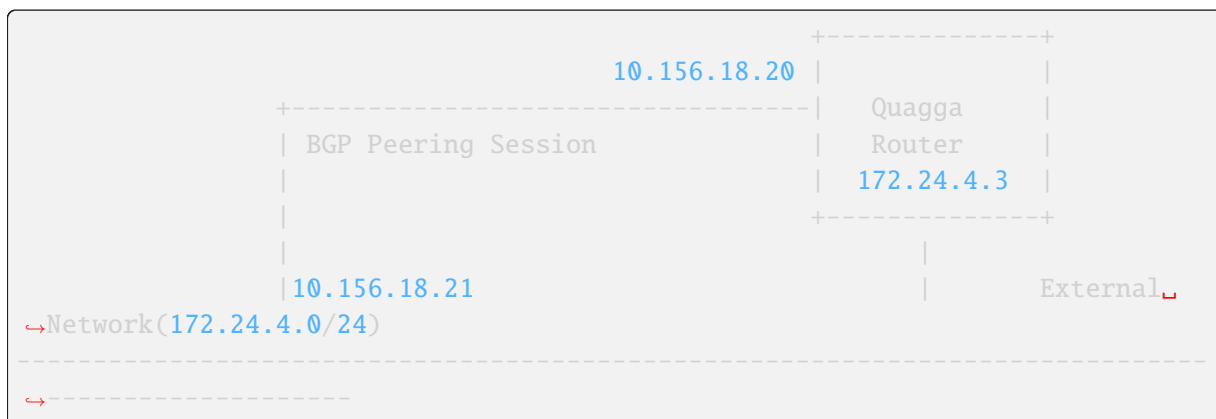 +--------------+
                                       10.156.18.20 |              |
                 +----------------------------------|   Quagga     |
                 | BGP Peering Session              |   Router     |
                 |                                  |  172.24.4.3  |
                 |                                  +--------------+
                 |                                         |
                 |10.156.18.21                             |       External␣
↪Network(172.24.4.0/24)
------------------------------------------------------------------------------
↪--------------------